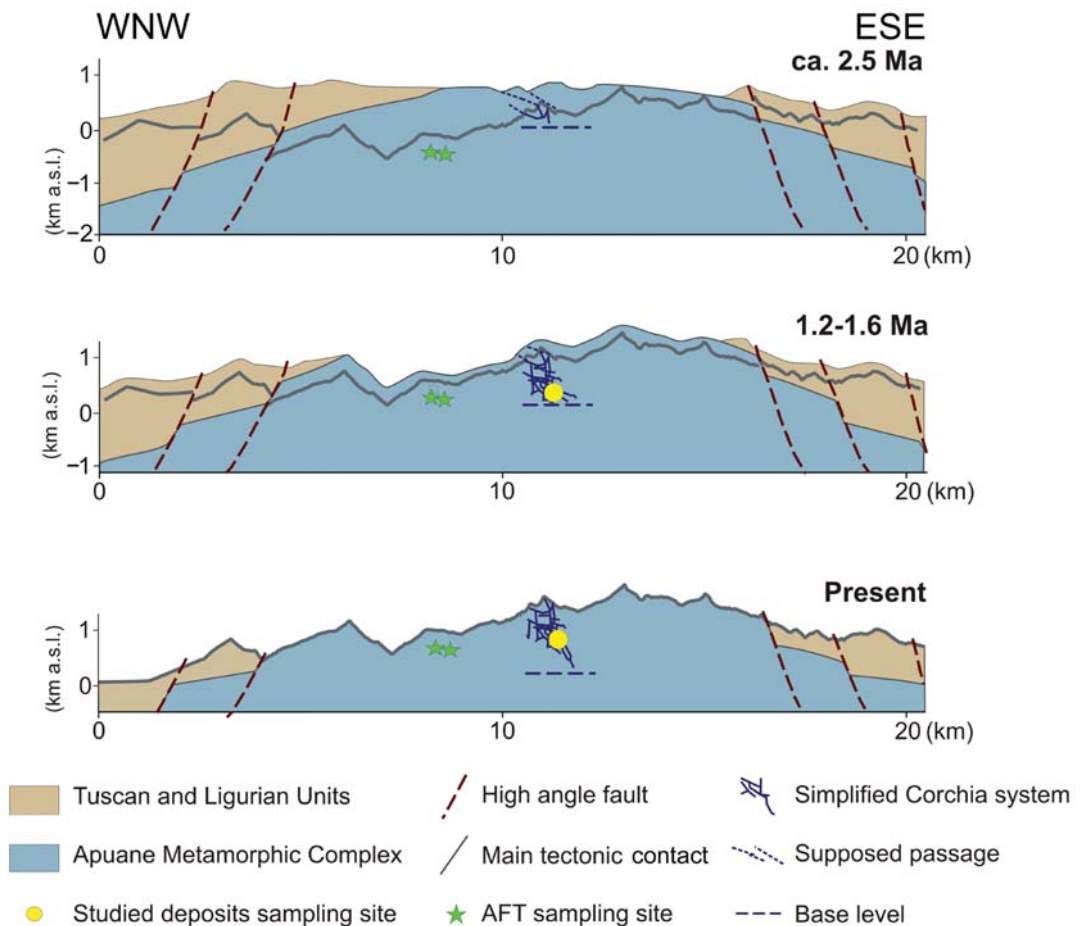 WNW
ESE
ca. 2.5 Ma
1
0
−1
−2
(km a.s.l.)
0
10
20 (km)
1.2-1.6 Ma
1
0
−1
(km a.s.l.)
0
10
20 (km)
Present
1
0
(km a.s.l.)
0
10
20 (km)
Tuscan and Ligurian Units
High angle fault
Simplified Corchia system
Apuane Metamorphic Complex
Main tectonic contact
Supposed passage
Studied deposits sampling site
AFT sampling site
Base level